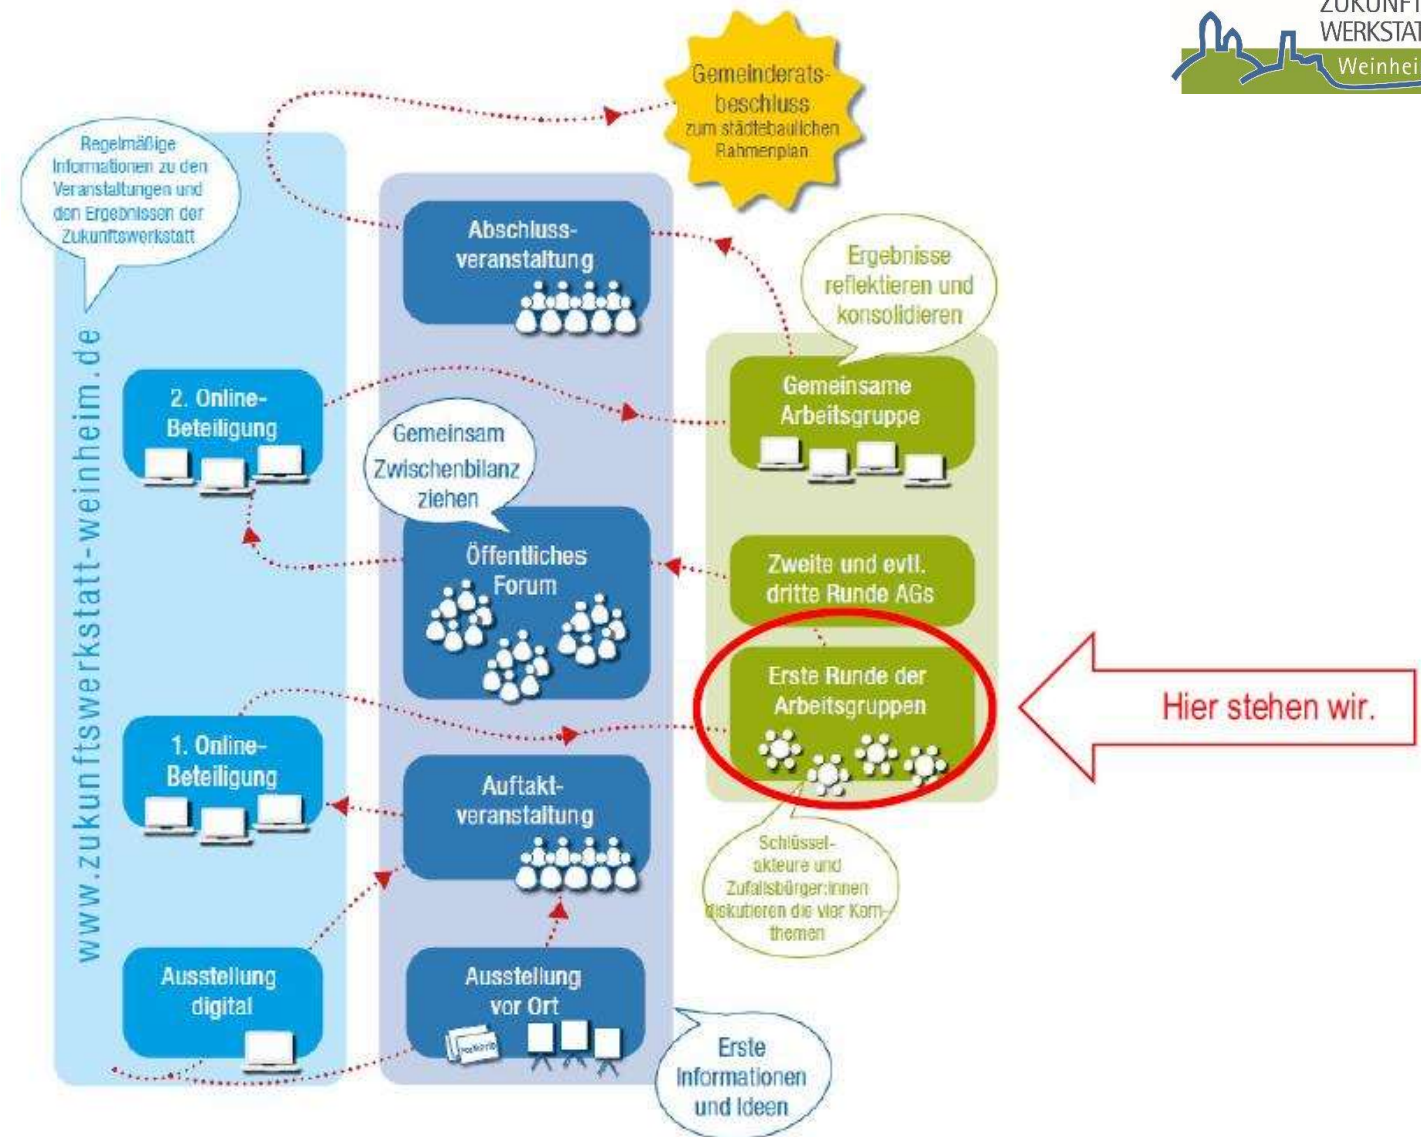 ZUKUNFT
WERKSTAT
Weinhei
Gemeinderats-
beschluss
zum städtebaulichen
Rahmenplan
Regelmäßige
Informationen zu den
Veranstaltungen und
den Ergebnissen der
Zukunftswerkstatt
www.zukunftswerkstatt-weinheim.de
Abschluss-
veranstaltung
Ergebnisse
reflektieren und
konsolidieren
2. Online-
Beteiligung
Gemeinsame
Arbeitsgruppe
Gemeinsam
Zwischenbilanz
ziehen
Öffentliches
Forum
Zweite und evtl.
dritte Runde AGs
Erste Runde der
Arbeitsgruppen
Hier stehen wir.
1. Online-
Beteiligung
Auftakt-
veranstaltung
Schlüssel-
akteure und
Zufallsbürger:innen
diskutieren die vier Kern-
themen
Ausstellung
digital
Ausstellung
vor Ort
Erste
Informationen
und Ideen